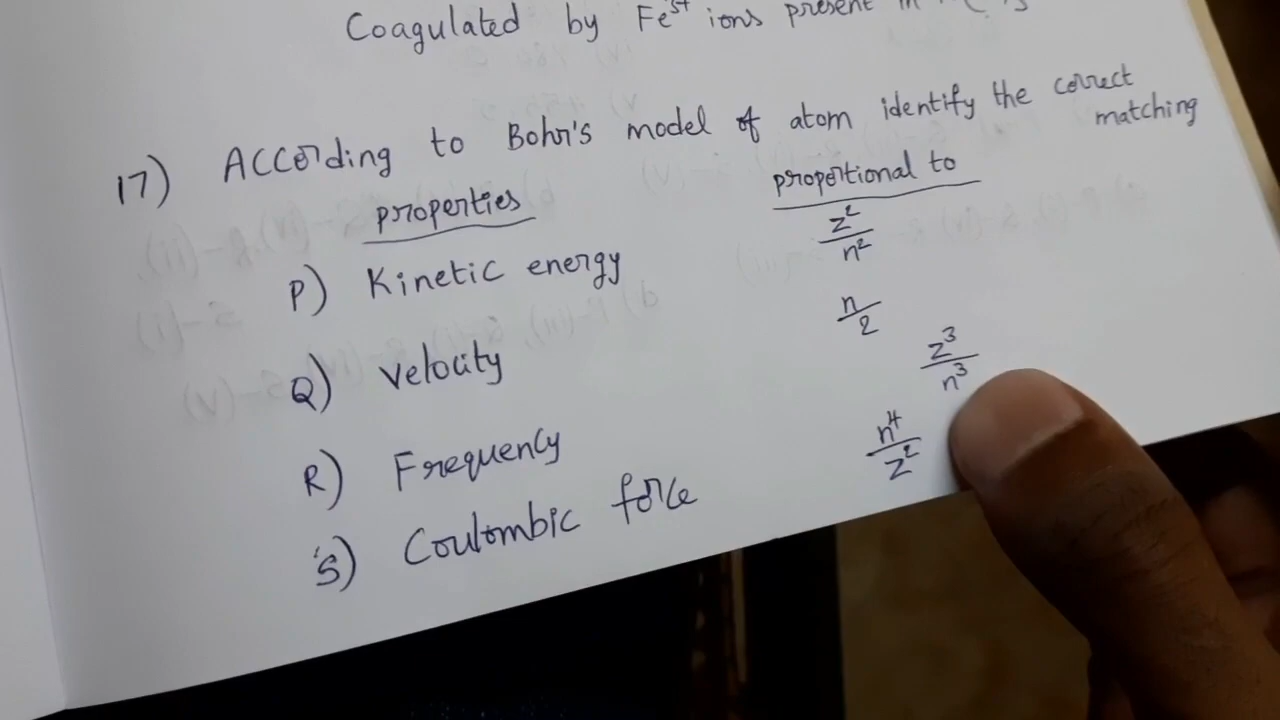 Coagulated by Fe³⁺ ions present in
17) According to Bohr's model of atom identify the correct matching
properties proportional to
P) Kinetic energy z²/n²
Q) velocity n/2
R) Frequency z³/n³
S) Coulombic force n⁴/z²